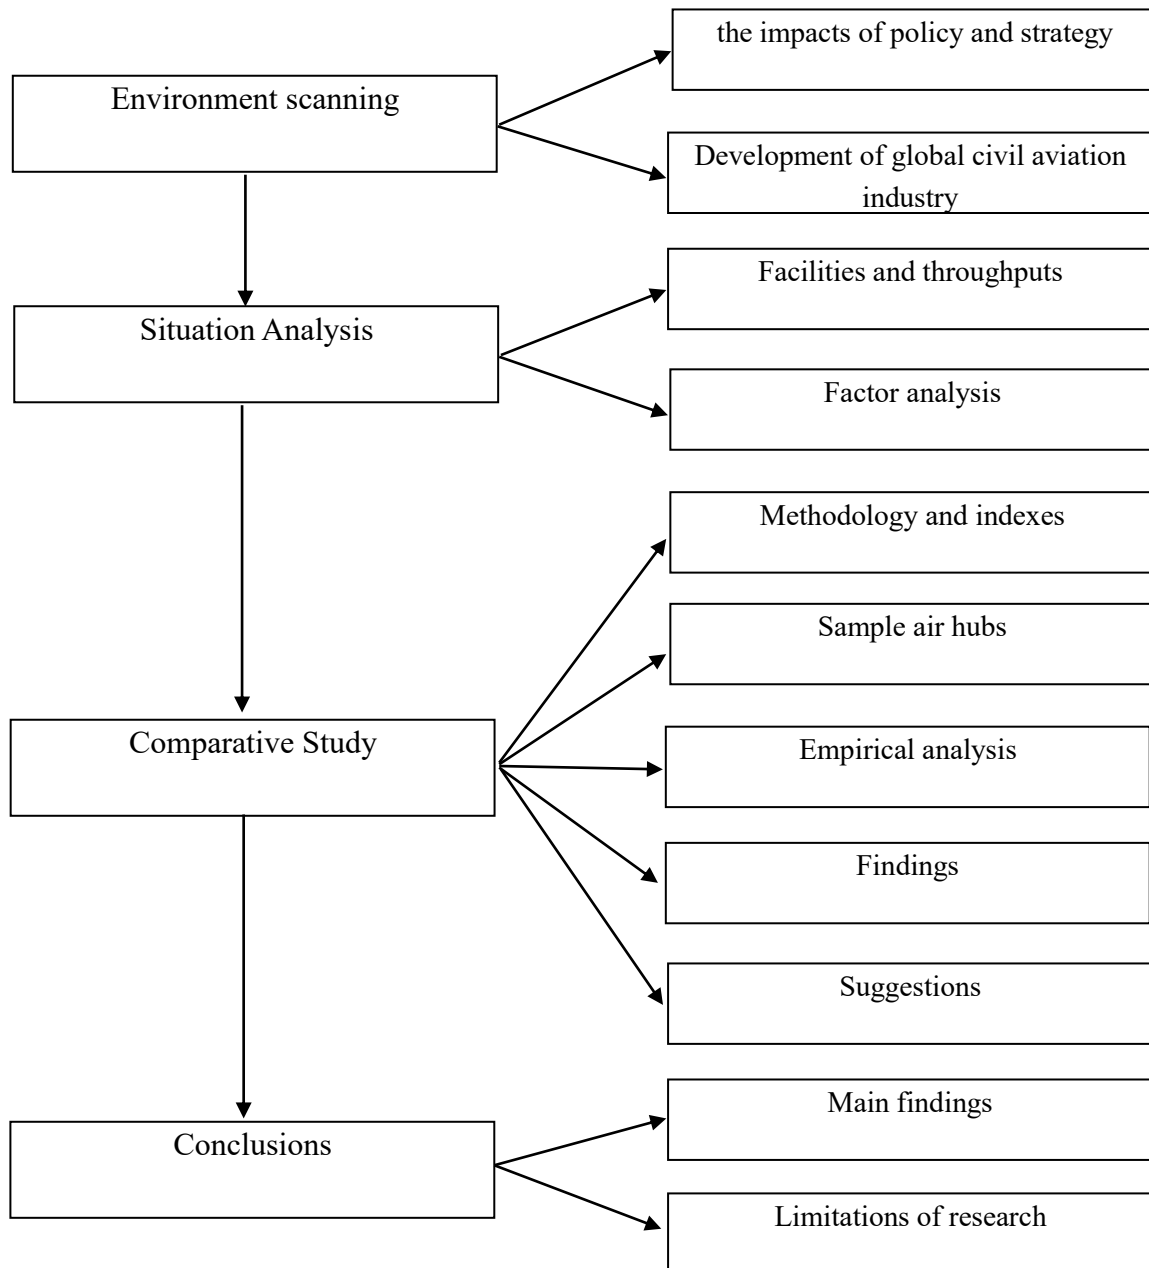 the impacts of policy and strategy
Environment scanning
Development of global civil aviation
industry
Facilities and throughputs
Situation Analysis
Factor analysis
Methodology and indexes
Sample air hubs
Comparative Study
Empirical analysis
Findings
Suggestions
Main findings
Conclusions
Limitations of research